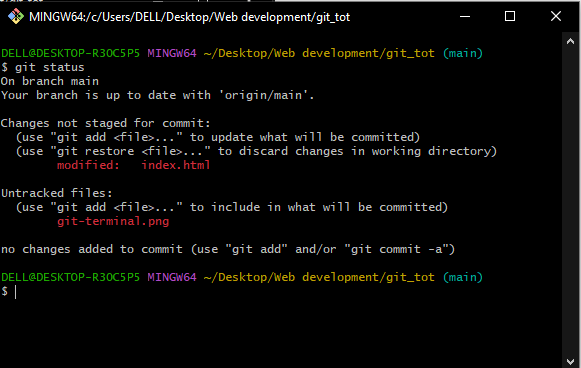 MINGW64:/c/Users/DELL/Desktop/Web development/git_tot
DELL@DESKTOP-R3OC5P5 MINGW64 ~/Desktop/Web development/git_tot (main)
$ git status
On branch main
Your branch is up to date with 'origin/main'.
Changes not staged for commit:
(use "git add <file>..." to update what will be committed)
(use "git restore <file>..." to discard changes in working directory)
modified: index.html
Untracked files:
(use "git add <file>..." to include in what will be committed)
git-terminal.png
no changes added to commit (use "git add" and/or "git commit -a")
DELL@DESKTOP-R3OC5P5 MINGW64 ~/Desktop/Web development/git_tot (main)
$